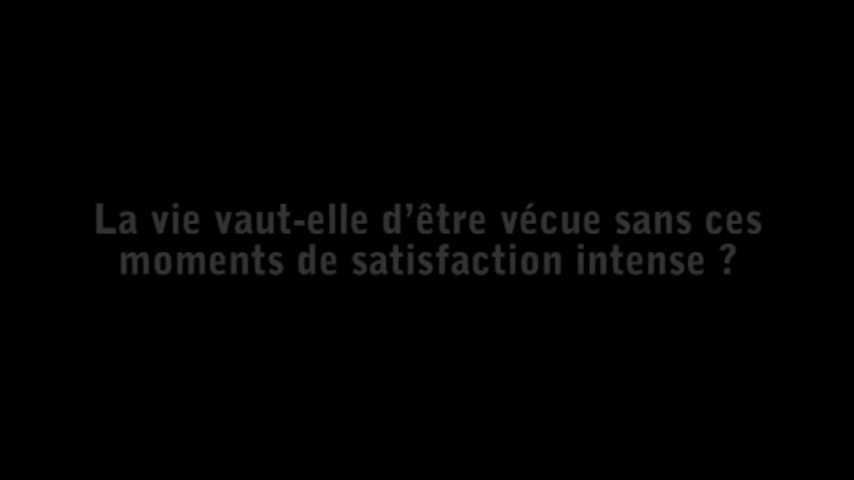 La vie vaut-elle d’être vécue sans ces
moments de satisfaction intense ?